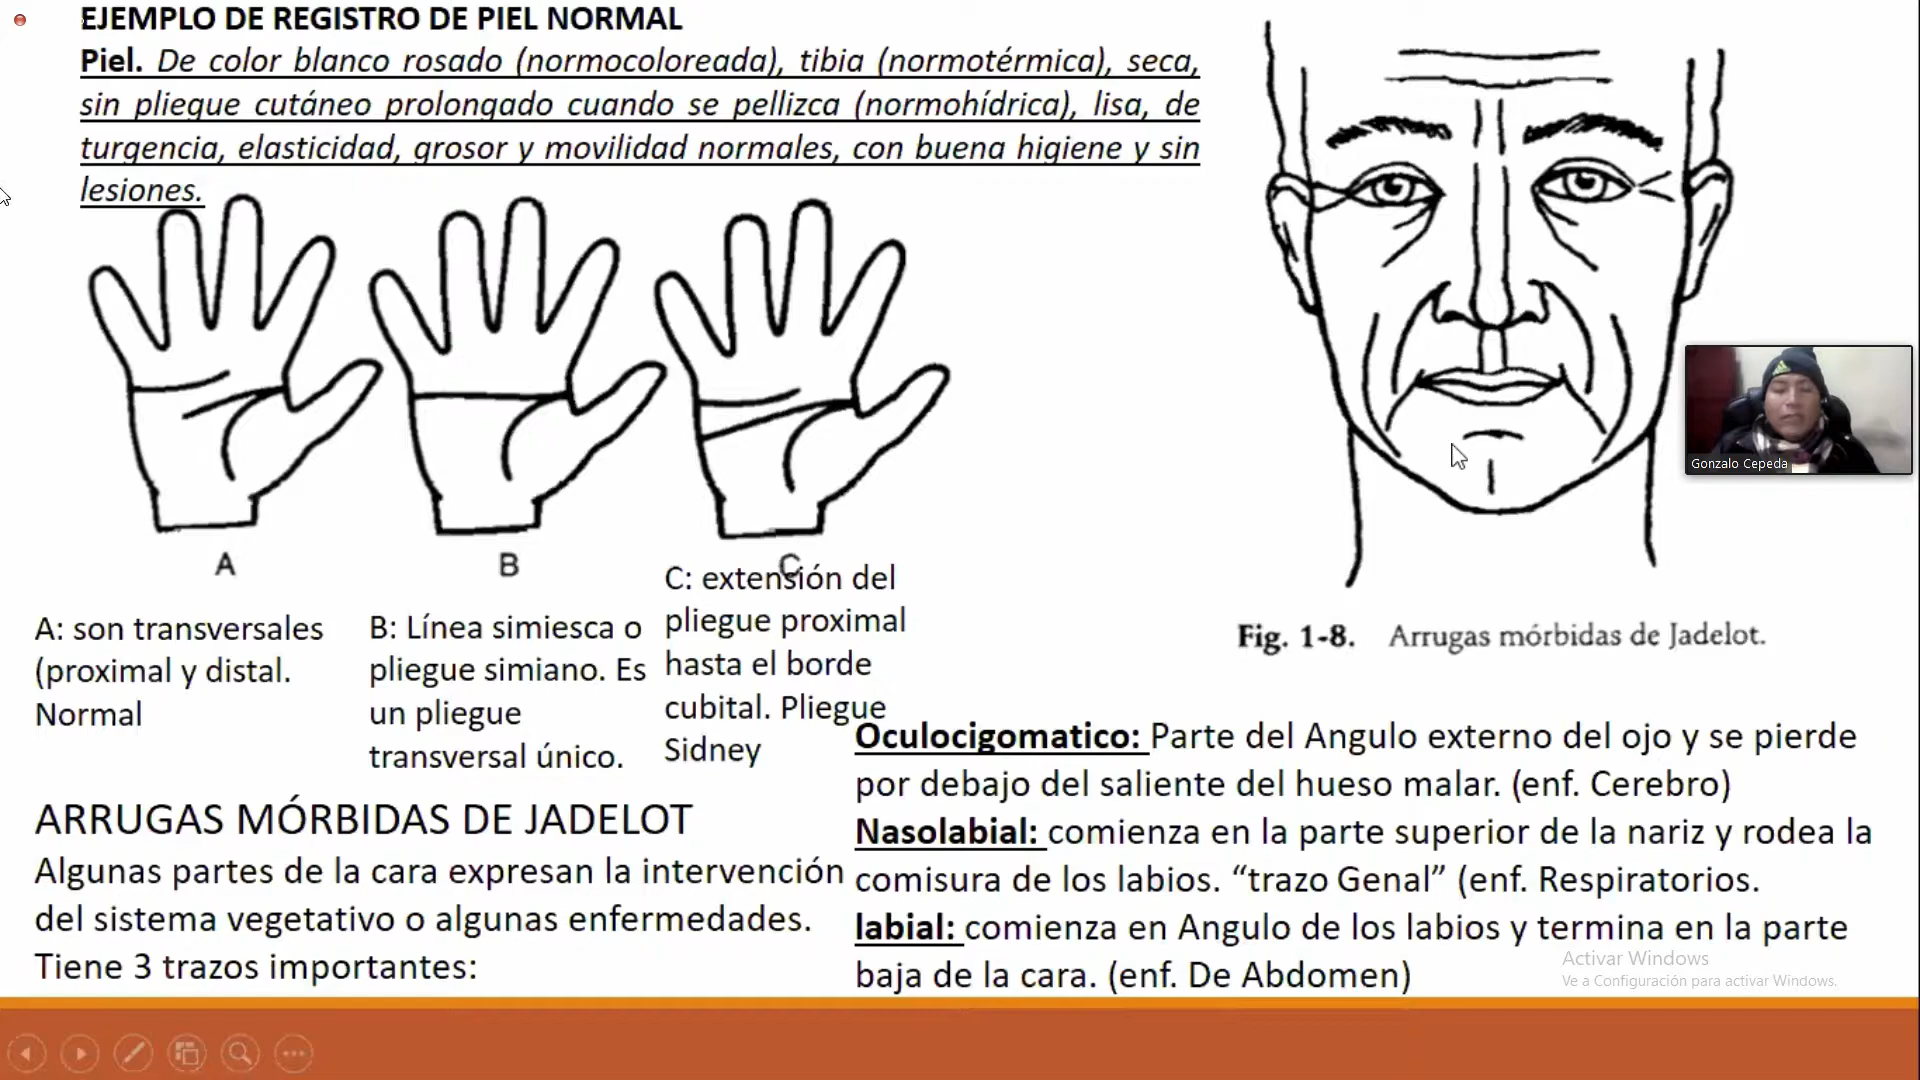 EJEMPLO DE REGISTRO DE PIEL NORMAL
Piel. De color blanco rosado (normocoloreada), tibia (normotérmica), seca,
sin pliegue cutáneo prolongado cuando se pellizca (normohídrica), lisa, de
turgencia, elasticidad, grosor y movilidad normales, con buena higiene y sin
lesiones.
A
B
C
A: son transversales
(proximal y distal.
Normal
B: Línea simiesca o
pliegue simiano. Es
un pliegue
transversal único.
C: extensión del
pliegue proximal
hasta el borde
cubital. Pliegue
Sidney
Gonzalo Cepeda
Fig. 1-8. Arrugas mórbidas de Jadelot.
ARRUGAS MÓRBIDAS DE JADELOT
Algunas partes de la cara expresan la intervención
del sistema vegetativo o algunas enfermedades.
Tiene 3 trazos importantes:
Oculocigomatico: Parte del Angulo externo del ojo y se pierde
por debajo del saliente del hueso malar. (enf. Cerebro)
Nasolabial: comienza en la parte superior de la nariz y rodea la
comisura de los labios. “trazo Genal” (enf. Respiratorios.
labial: comienza en Angulo de los labios y termina en la parte
baja de la cara. (enf. De Abdomen)
Activar Windows
Ve a Configuración para activar Windows.